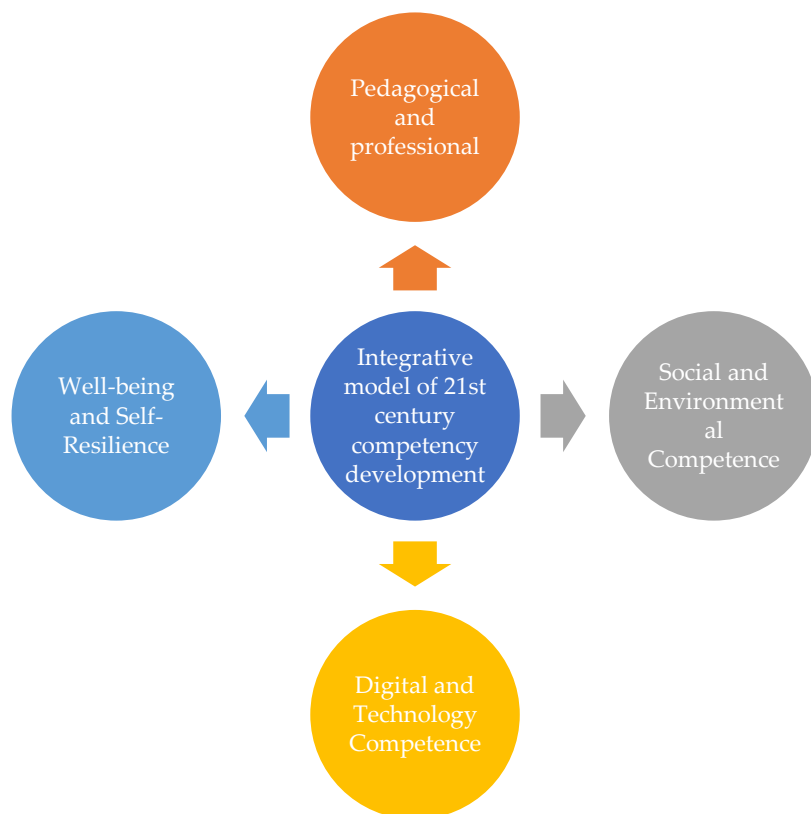 Pedagogical
and
professional
Well-being
and Self-
Resilience
Integrative
model of 21st
century
competency
development
Social and
Environment
al
Competence
Digital and
Technology
Competence